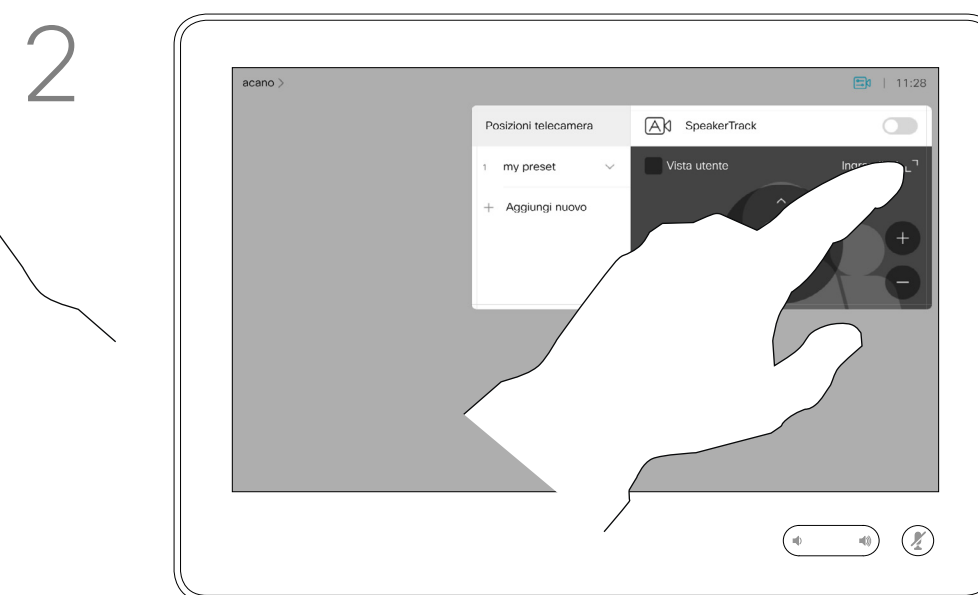 2
acano >
11:28
Posizioni telecamera
SpeakerTrack
1 my preset
Vista utente
+ Aggiungi nuovo